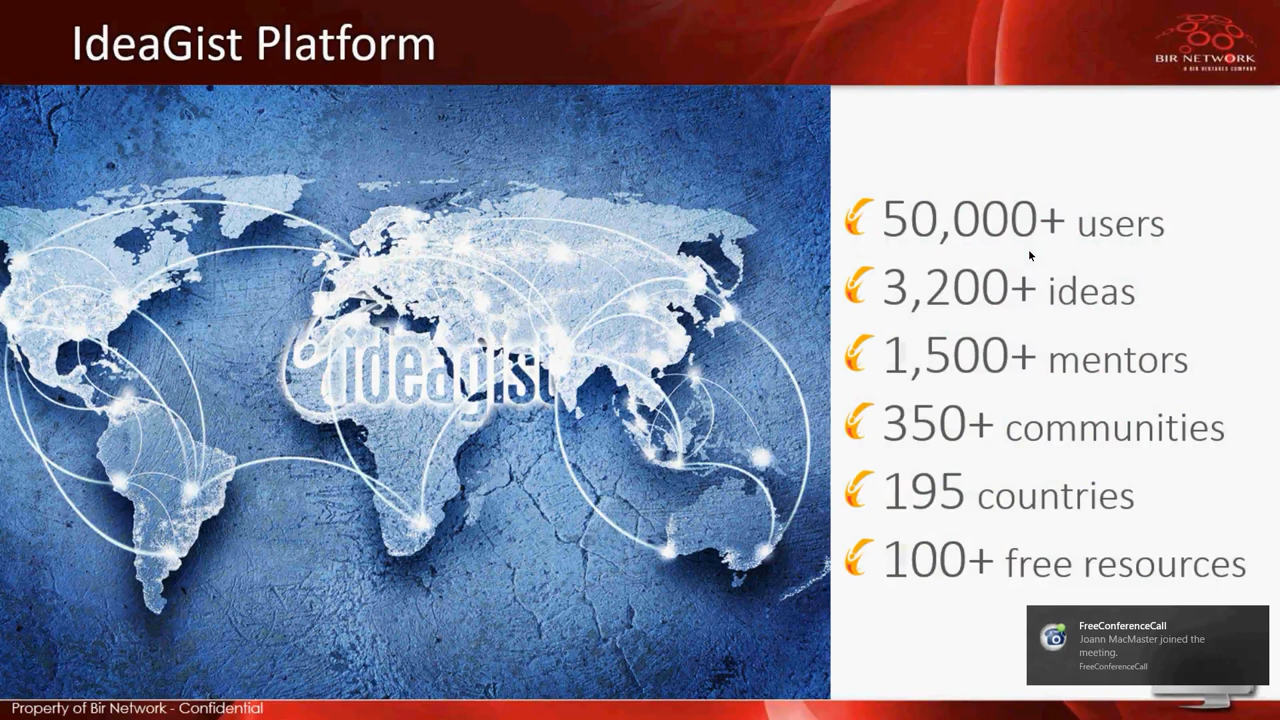 IdeaGist Platform
BIR NETWORK
A BIR VENTURES COMPANY
ideagist
50,000+ users
3,200+ ideas
1,500+ mentors
350+ communities
195 countries
100+ free resources
FreeConferenceCall
Joann MacMaster joined the
meeting.
FreeConferenceCall
Property of Bir Network - Confidential